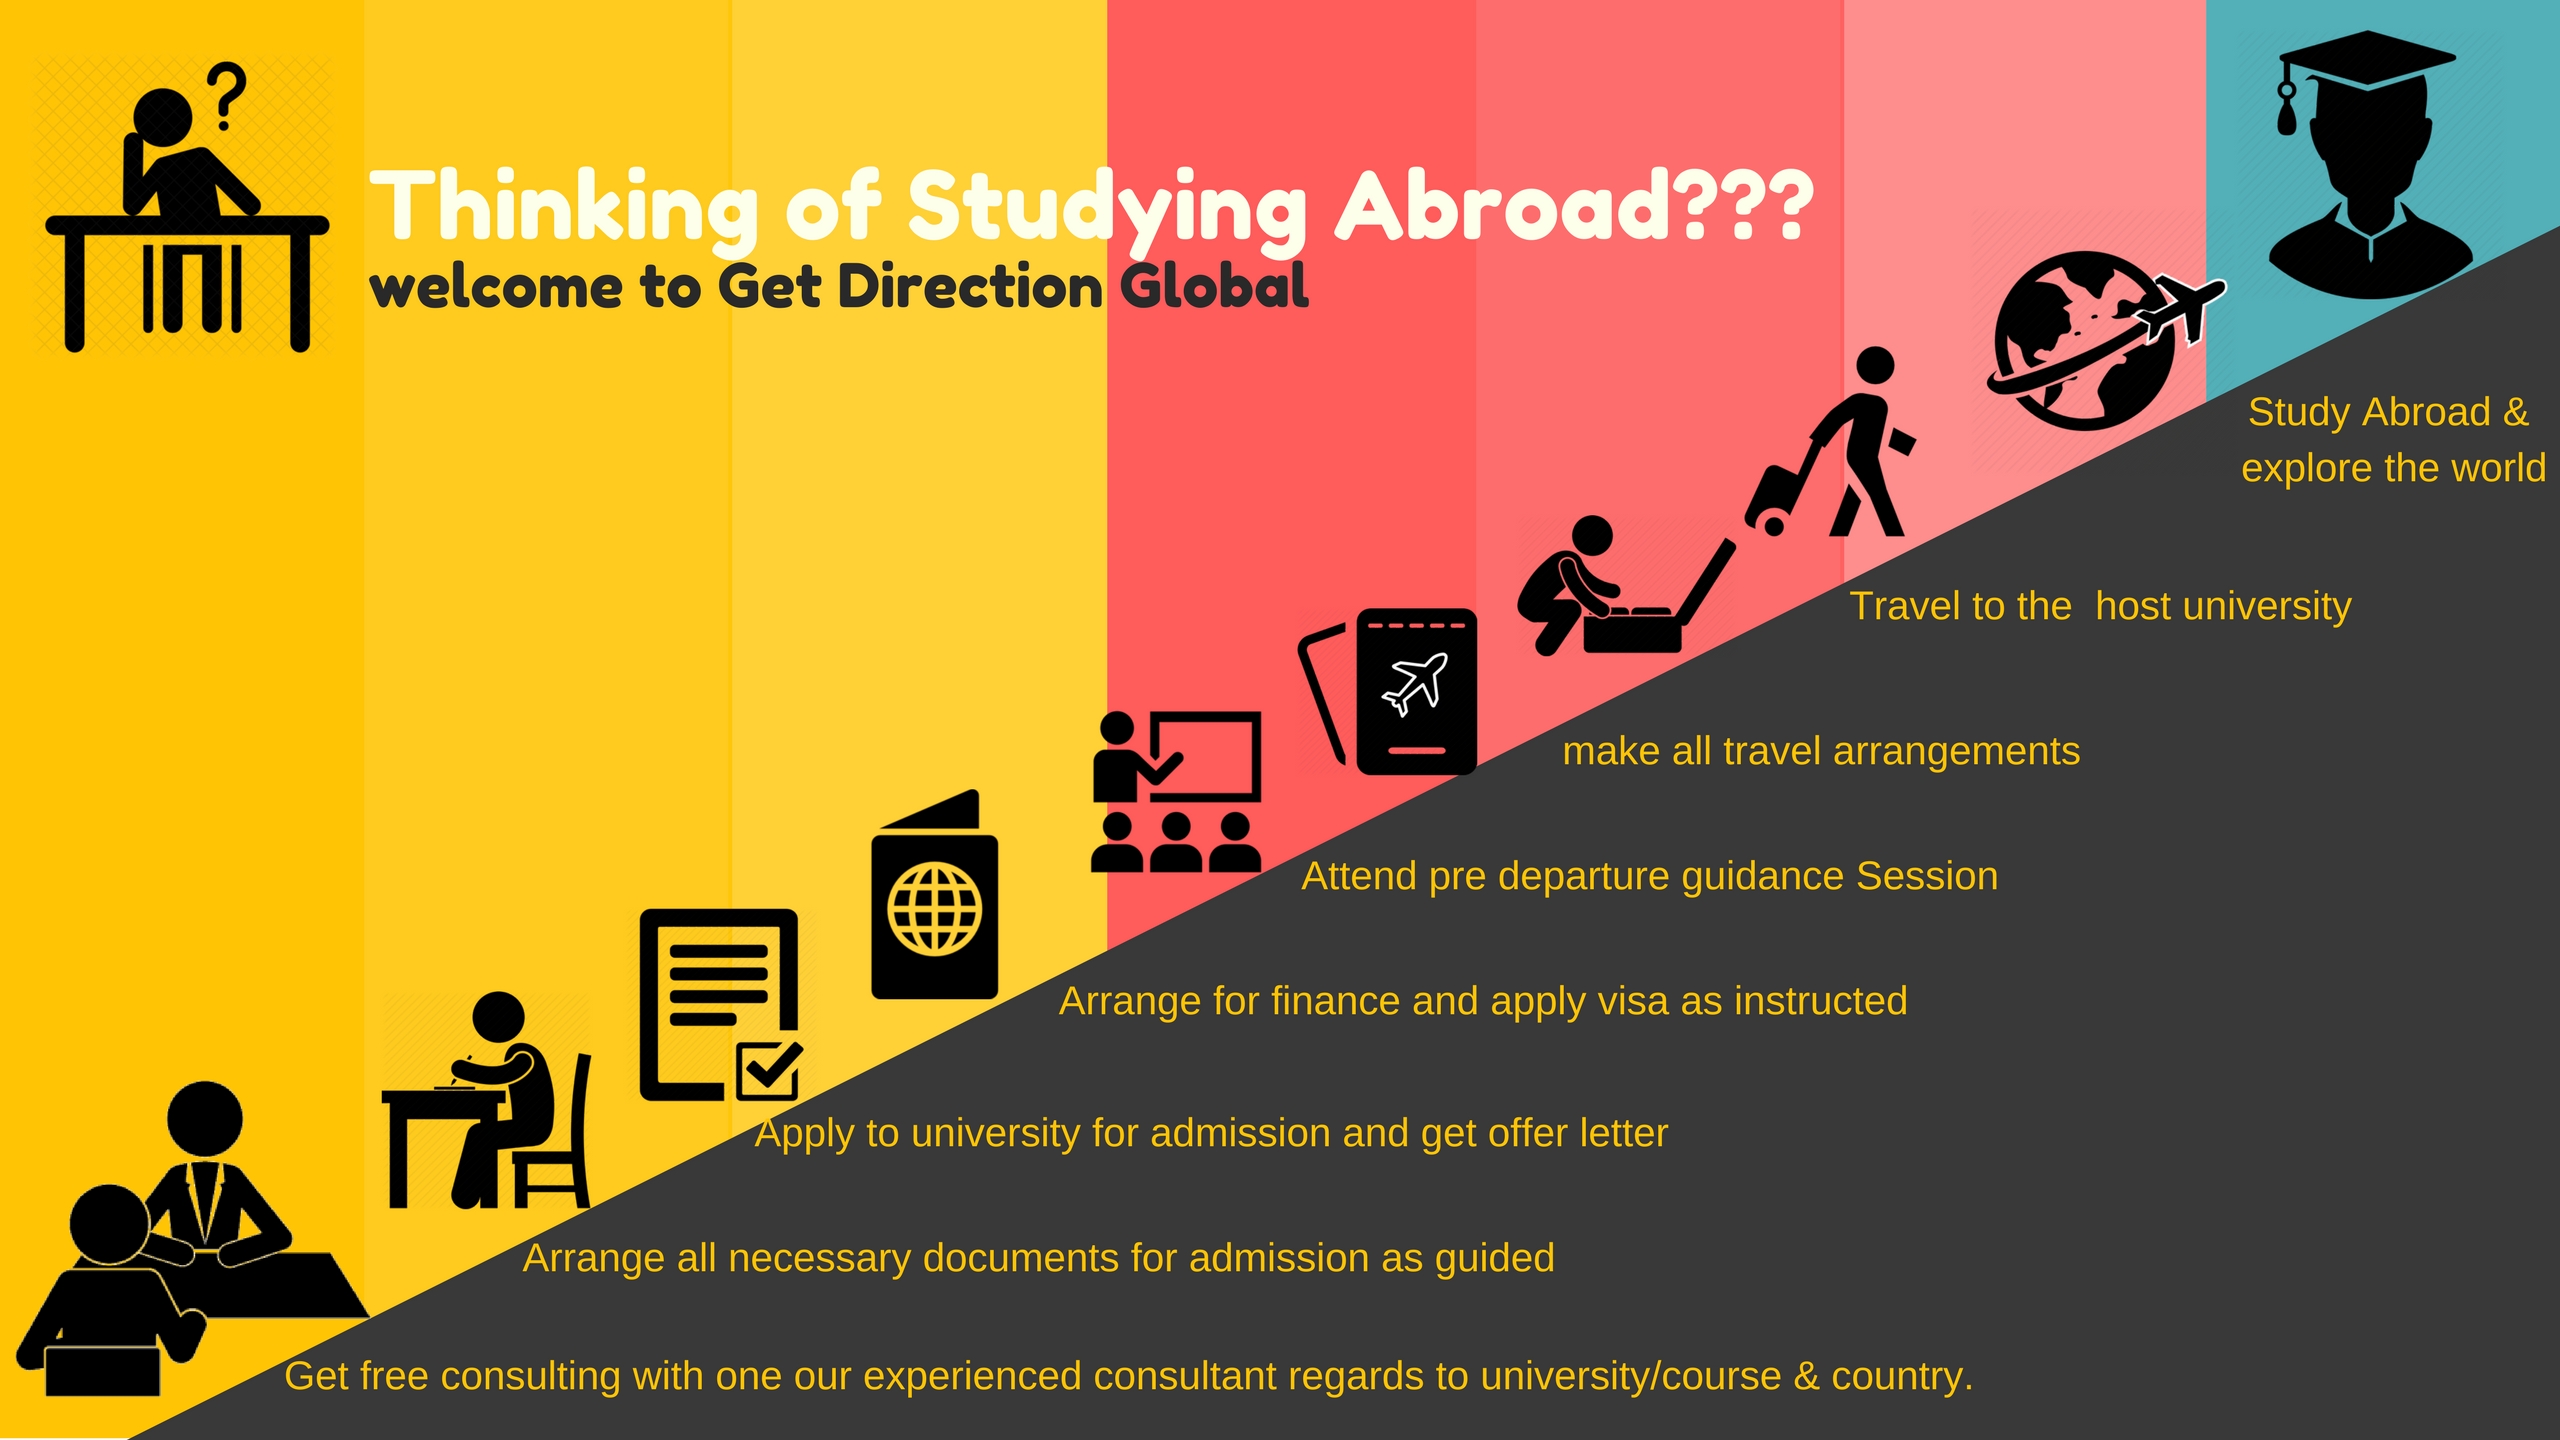 ?
Thinking of Studying Abroad???
welcome to Get Direction Global
Study Abroad &
explore the world
Travel to the  host university
make all travel arrangements
Attend pre departure guidance Session
Arrange for finance and apply visa as instructed
Apply to university for admission and get offer letter
Arrange all necessary documents for admission as guided
Get free consulting with one our experienced consultant regards to university/course & country.